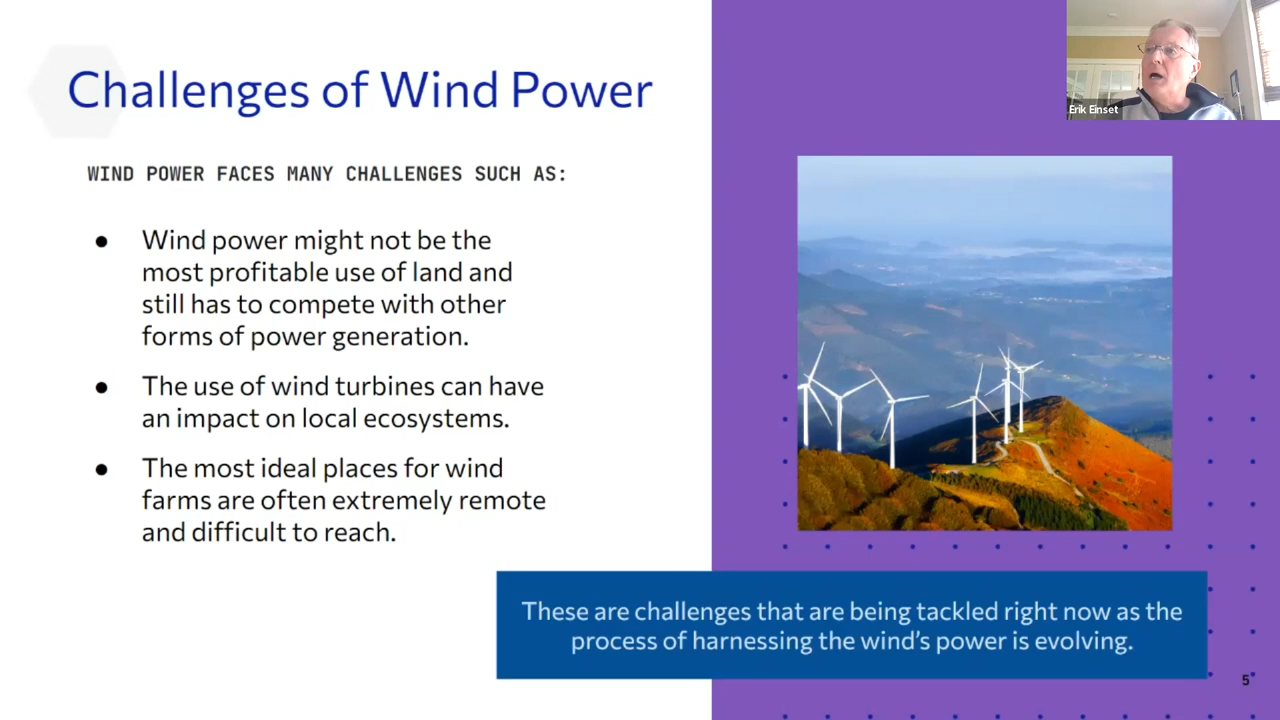 Challenges of Wind Power
Erik Einset
WIND POWER FACES MANY CHALLENGES SUCH AS:
● Wind power might not be the
most profitable use of land and
still has to compete with other
forms of power generation.
● The use of wind turbines can have
an impact on local ecosystems.
● The most ideal places for wind
farms are often extremely remote
and difficult to reach.
These are challenges that are being tackled right now as the
process of harnessing the wind’s power is evolving.
5